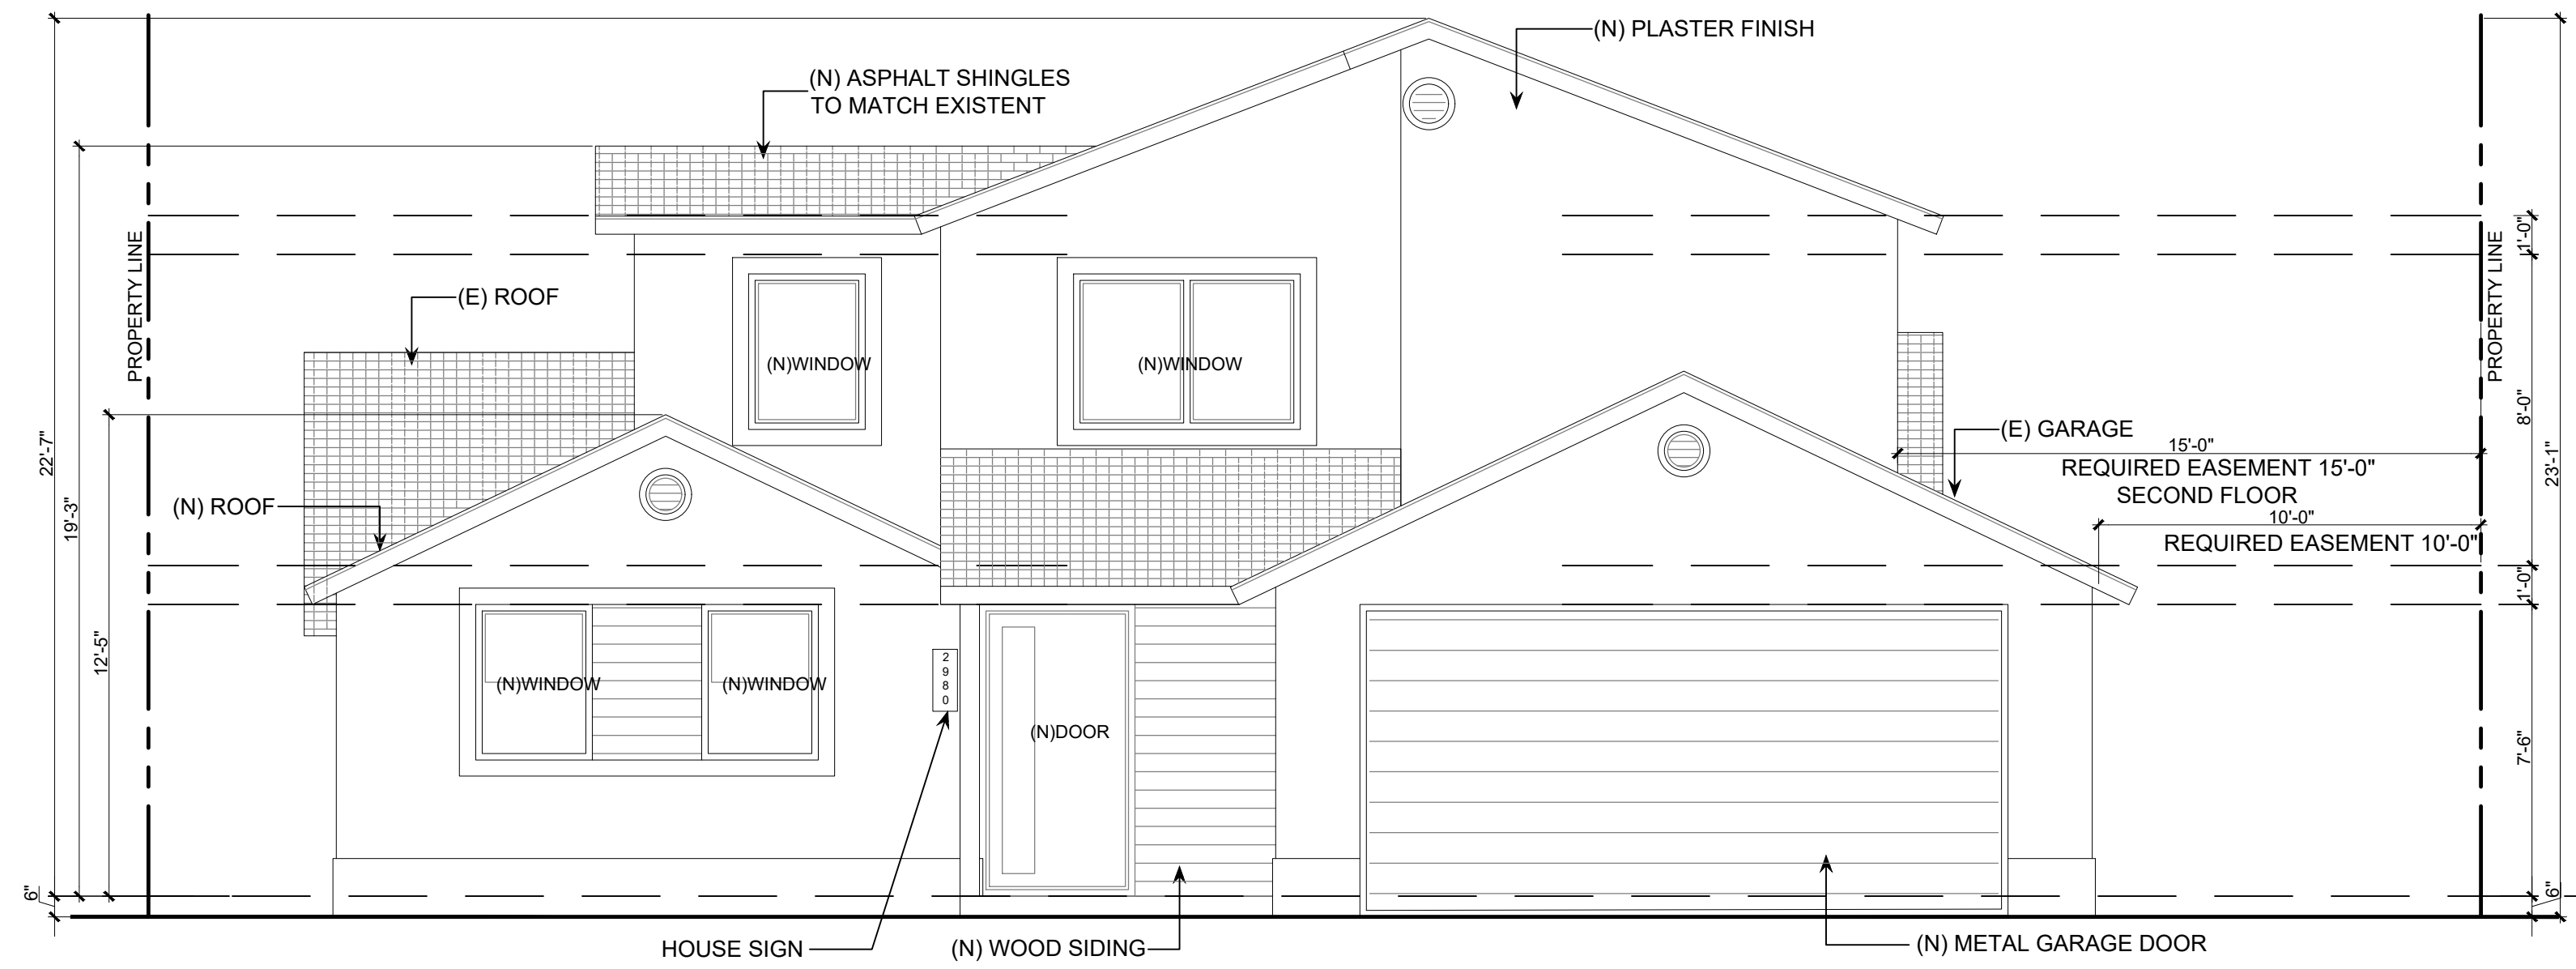 (N) PLASTER FINISH
(N) ASPHALT SHINGLES
TO MATCH EXISTENT
PROPERTY LINE
PROPERTY LINE
1'-0"
(E) ROOF
(N)WINDOW
(N)WINDOW
8'-0"
22'-7"
19'-3"
12'-5"
23'-1"
(E) GARAGE
15'-0"
REQUIRED EASEMENT 15'-0"
SECOND FLOOR
(N) ROOF
10'-0"
REQUIRED EASEMENT 10'-0"
1'-0"
(N)WINDOW
(N)WINDOW
2
9
8
0
(N)DOOR
7'-6"
6"
6"
HOUSE SIGN
(N) WOOD SIDING
(N) METAL GARAGE DOOR